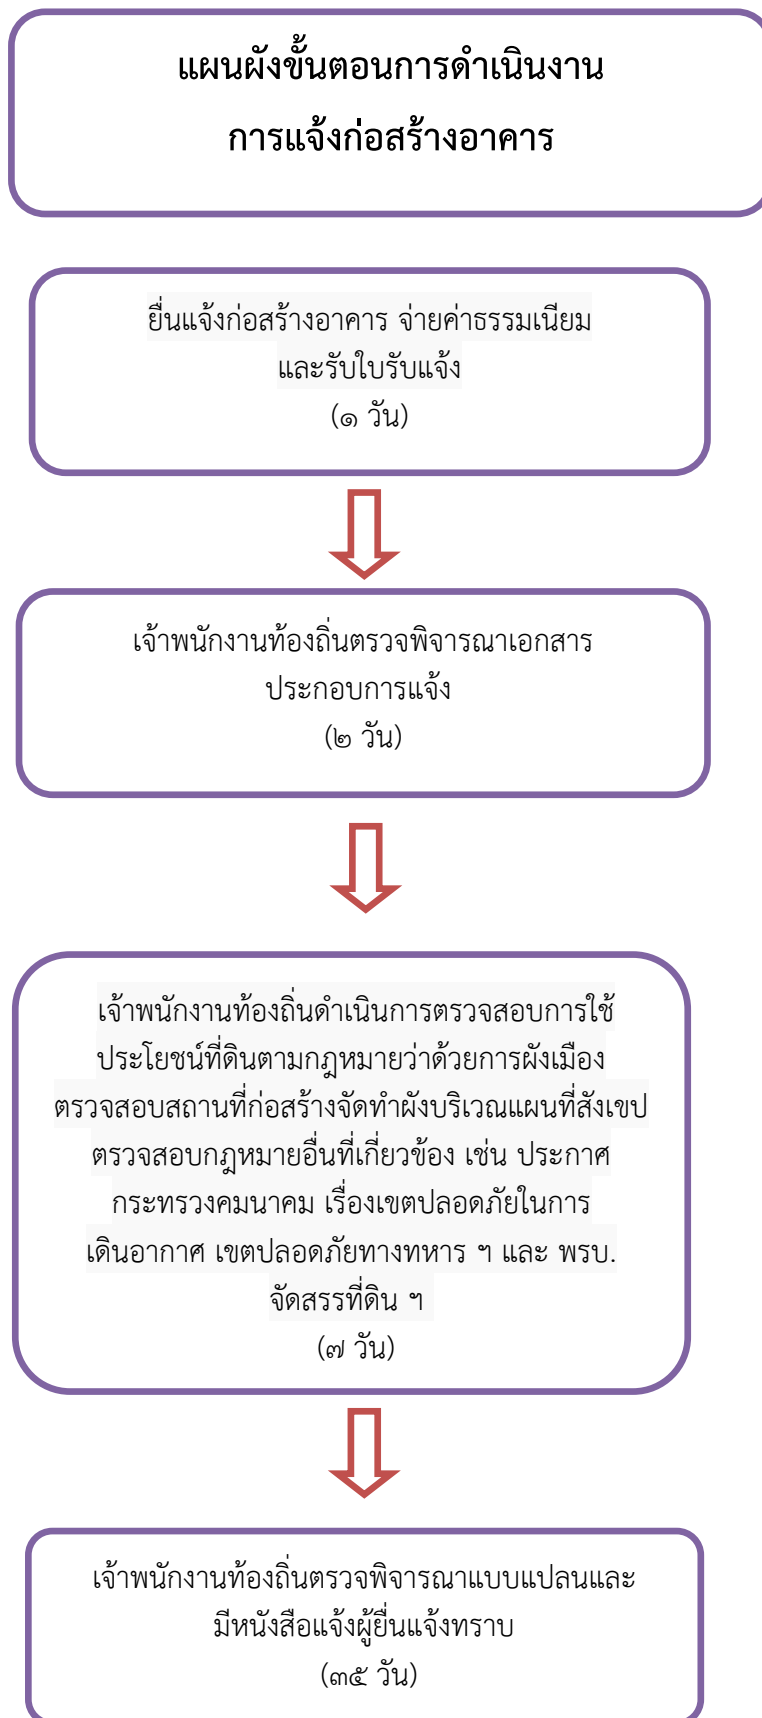 แผนผังขั้นตอนการดำเนินงาน
การแจ้งก่อสร้างอาคาร
ยื่นแจ้งก่อสร้างอาคาร จ่ายค่าธรรมเนียม
และรับใบรับแจ้ง
(๑ วัน)
เจ้าพนักงานท้องถิ่นตรวจพิจารณาเอกสาร
ประกอบการแจ้ง
(๒ วัน)
เจ้าพนักงานท้องถิ่นดำเนินการตรวจสอบการใช้
ประโยชน์ที่ดินตามกฎหมายว่าด้วยการผังเมือง
ตรวจสอบสถานที่ก่อสร้างจัดทำผังบริเวณแผนที่สังเขป
ตรวจสอบกฎหมายอื่นที่เกี่ยวข้อง เช่น ประกาศ
กระทรวงคมนาคม เรื่องเขตปลอดภัยในการ
เดินอากาศ เขตปลอดภัยทางทหาร ฯ และ พรบ.
จัดสรรที่ดิน ฯ
(๗ วัน)
เจ้าพนักงานท้องถิ่นตรวจพิจารณาแบบแปลนและ
มีหนังสือแจ้งผู้ยื่นแจ้งทราบ
(๓๕ วัน)